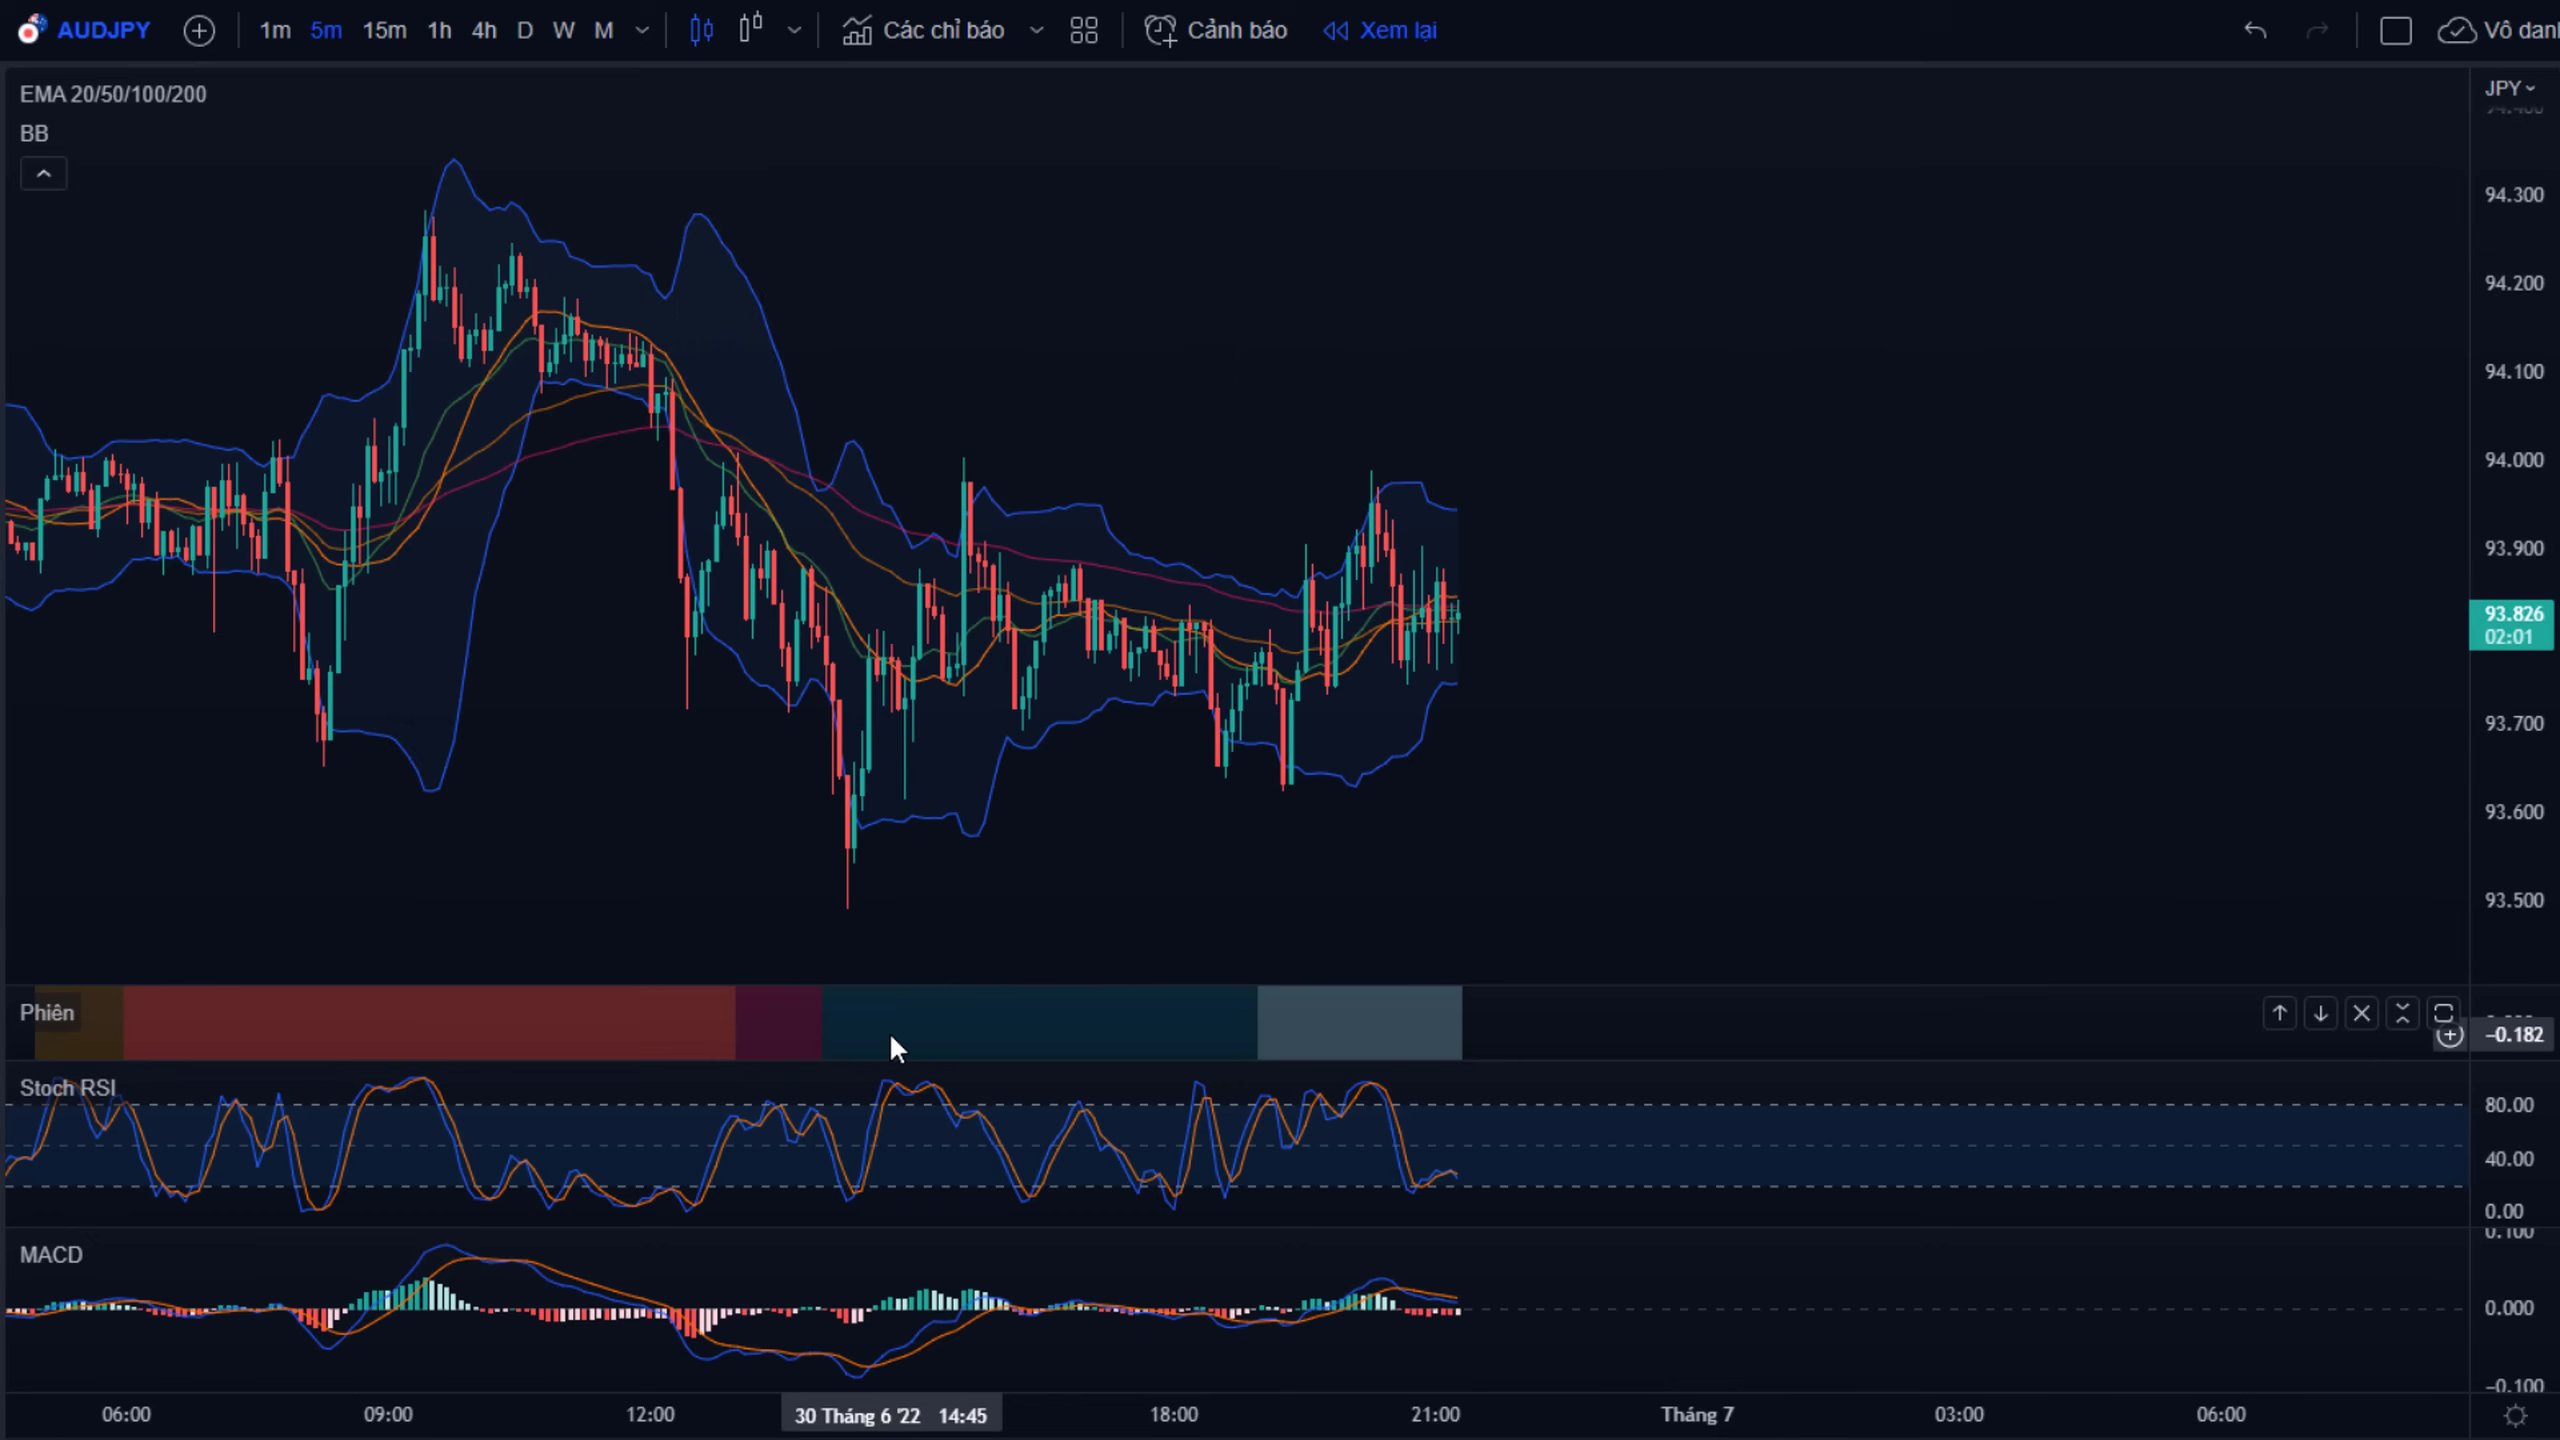 AUDJPY 1m 5m 15m 1h 4h D W M Các chỉ báo Cảnh báo Xem lại Vô dan
EMA 20/50/100/200
BB
JPY
94.300
94.200
94.100
94.000
93.900
93.826
02:01
93.700
93.600
93.500
Phiên
−0.182
Stoch RSI
80.00
40.00
0.00
0.100
MACD
0.000
−0.100
06:00 09:00 12:00 30 Tháng 6 '22 14:45 18:00 21:00 Tháng 7 03:00 06:00